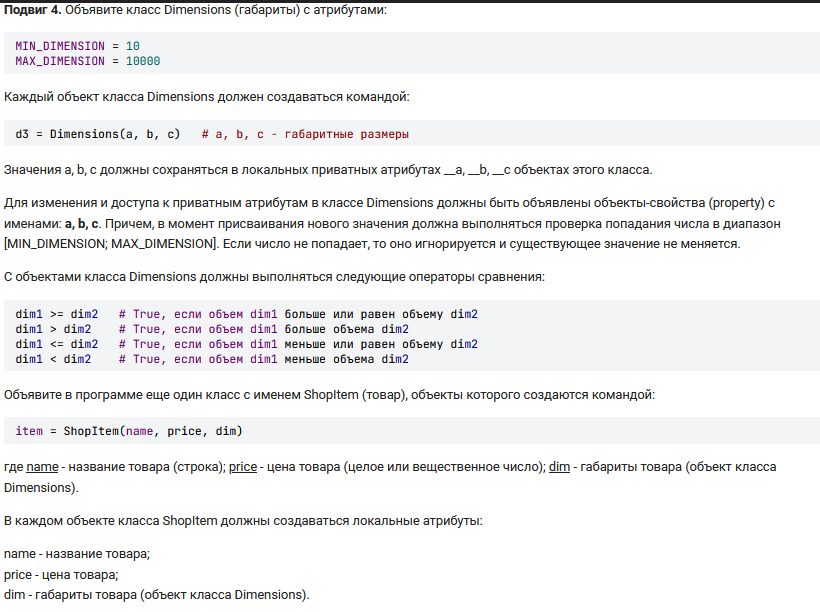 Подвиг 4. Объявите класс Dimensions (габариты) с атрибутами:
MIN_DIMENSION = 10
MAX_DIMENSION = 10000
Каждый объект класса Dimensions должен создаваться командой:
d3 = Dimensions(a, b, c)   # a, b, c - габаритные размеры
Значения a, b, c должны сохраняться в локальных приватных атрибутах __a, __b, __c объектах этого класса.
Для изменения и доступа к приватным атрибутам в классе Dimensions должны быть объявлены объекты-свойства (property) с
именами: a, b, c. Причем, в момент присваивания нового значения должна выполняться проверка попадания числа в диапазон
[MIN_DIMENSION; MAX_DIMENSION]. Если число не попадает, то оно игнорируется и существующее значение не меняется.
С объектами класса Dimensions должны выполняться следующие операторы сравнения:
dim1 >= dim2   # True, если объем dim1 больше или равен объему dim2
dim1 > dim2    # True, если объем dim1 больше объема dim2
dim1 <= dim2   # True, если объем dim1 меньше или равен объему dim2
dim1 < dim2    # True, если объем dim1 меньше объема dim2
Объявите в программе еще один класс с именем ShopItem (товар), объекты которого создаются командой:
item = ShopItem(name, price, dim)
где name - название товара (строка); price - цена товара (целое или вещественное число); dim - габариты товара (объект класса
Dimensions).
В каждом объекте класса ShopItem должны создаваться локальные атрибуты:
name - название товара;
price - цена товара;
dim - габариты товара (объект класса Dimensions).